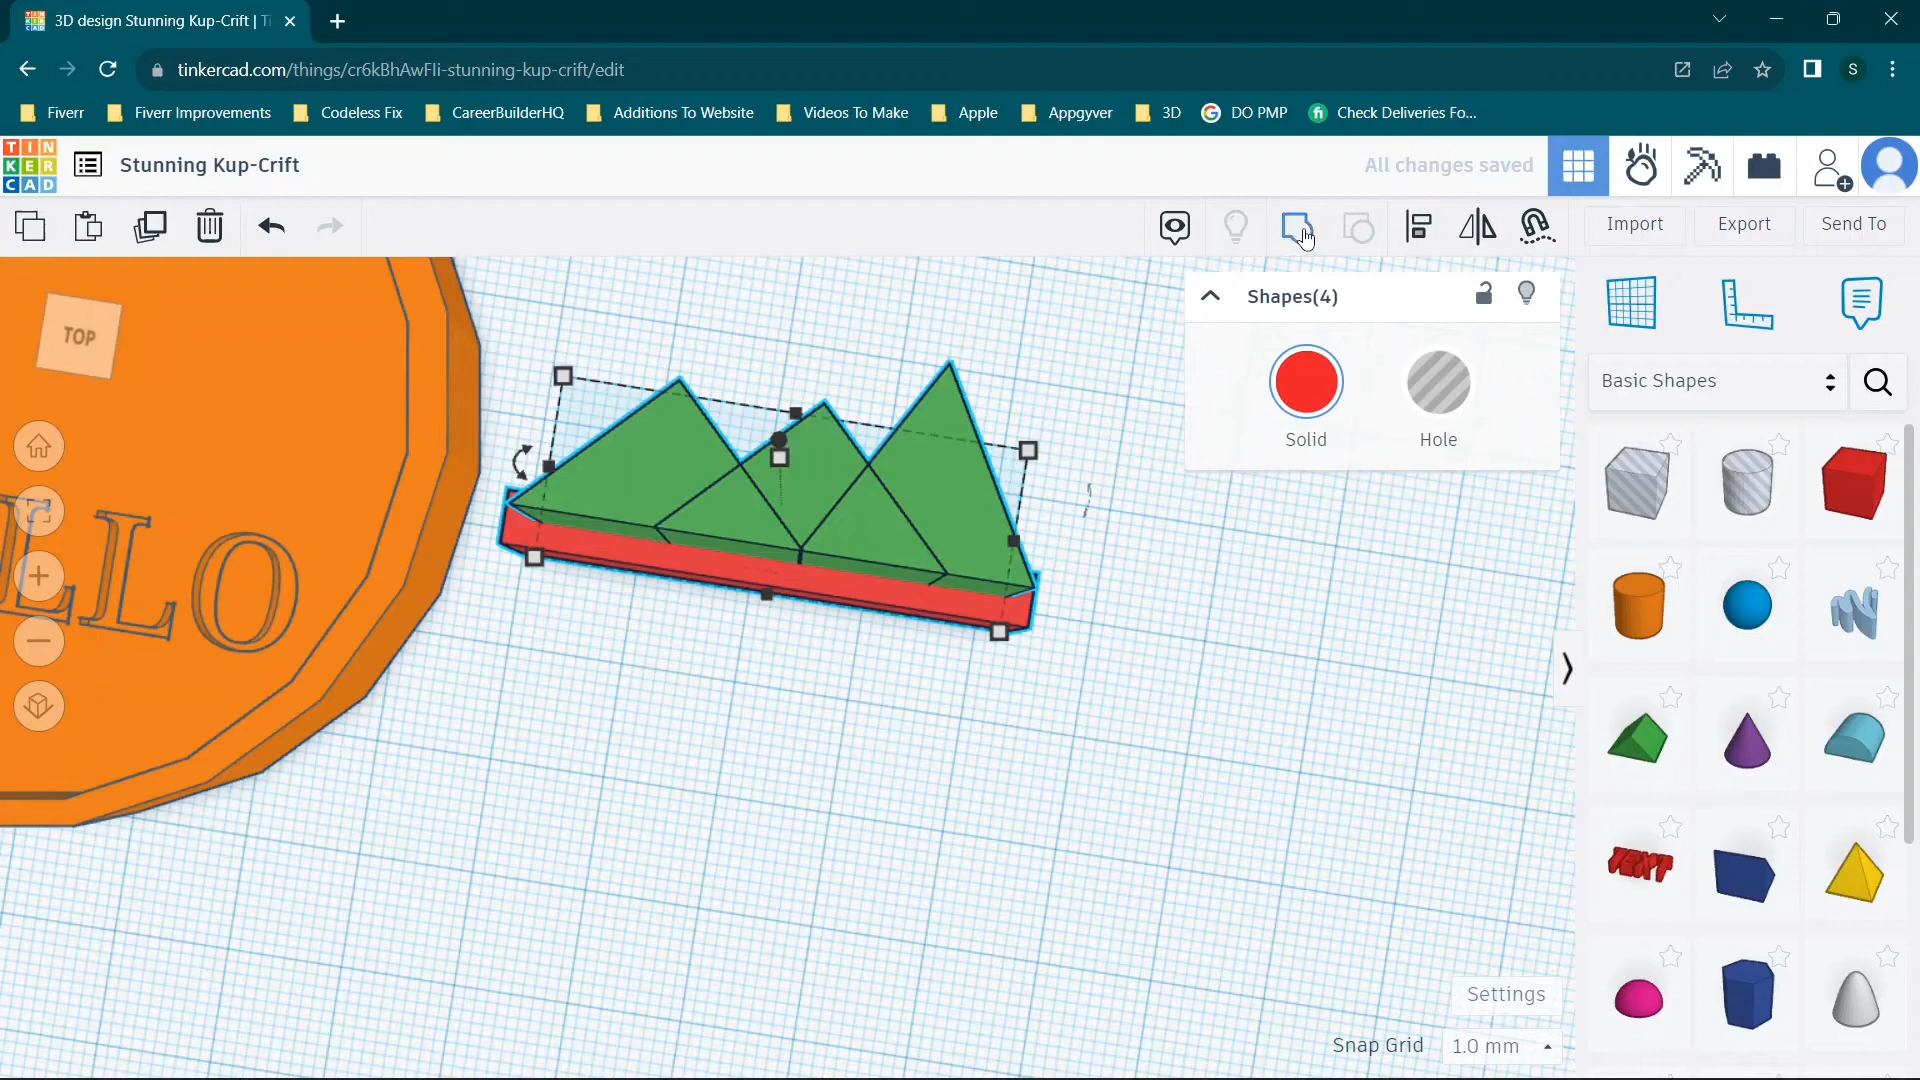 3D design Stunning Kup-Crift | Ti
tinkercad.com/things/cr6kBhAwFli-stunning-kup-crift/edit
S
Fiverr
Fiverr Improvements
Codeless Fix
CareerBuilderHQ
Additions To Website
Videos To Make
Apple
Appgyver
3D
DO PMP
Check Deliveries Fo...
TIN
KER
CAD
Stunning Kup-Crift
All changes saved
Import
Export
Send To
Shapes(4)
Solid
Hole
TOP
LLO
Basic Shapes
TEXT
Settings
Snap Grid
1.0 mm